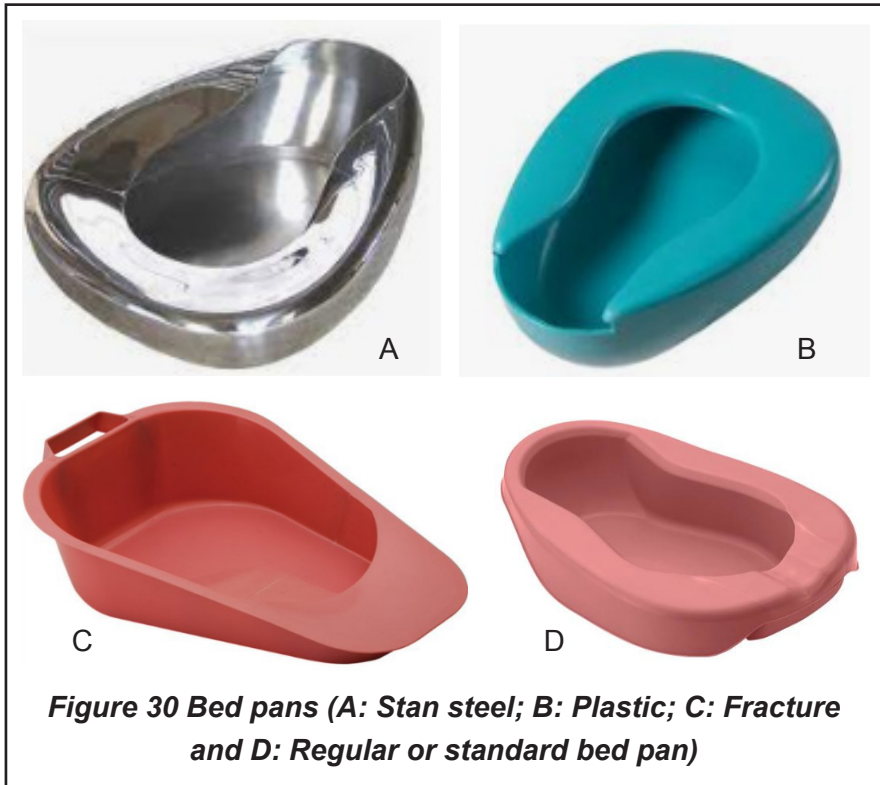 A
B
C
D
Figure 30 Bed pans (A: Stan steel; B: Plastic; C: Fracture
and D: Regular or standard bed pan)